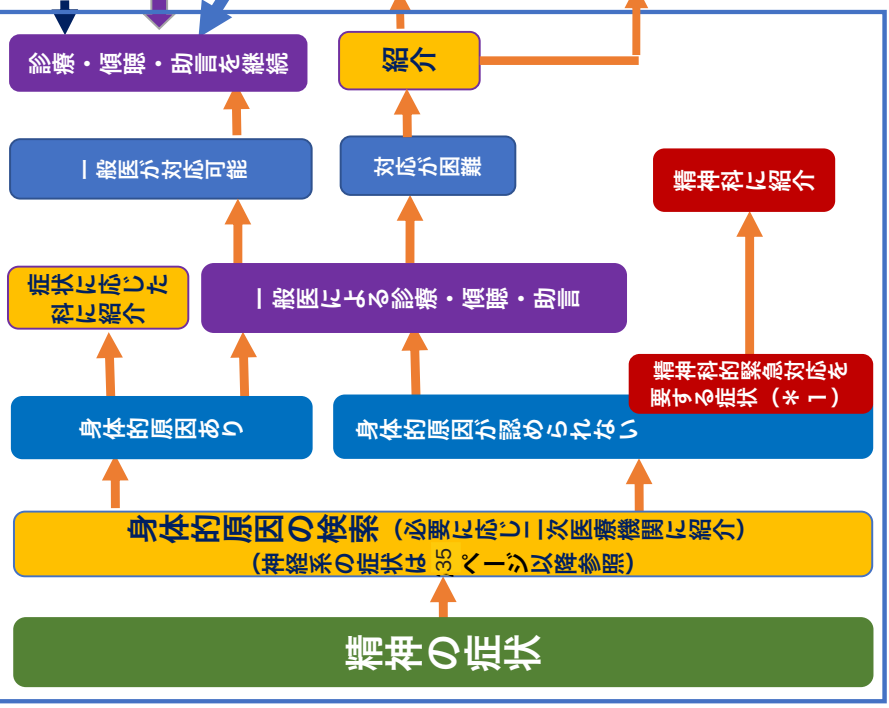 診療・傾聴・助言を継続
紹介
一般医が対応可能
対応が困難
精神科に紹介
症状に応じた
科に紹介
一般医による診療・傾聴・助言
精神科的緊急対応を
要する症状（＊１）
身体的原因あり
身体的原因が認められない
身体的原因の検索（必要に応じ二次医療機関に紹介）
（神経系の症状は35ページ以降参照）
精神の症状